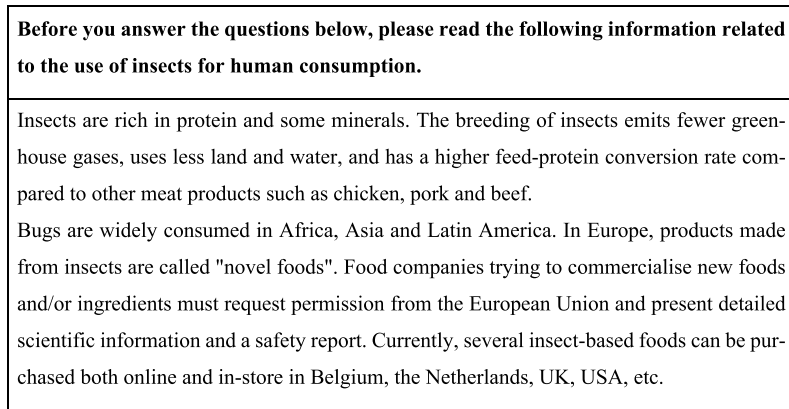 Before you answer the questions below, please read the following information related
to the use of insects for human consumption.
Insects are rich in protein and some minerals. The breeding of insects emits fewer green-
house gases, uses less land and water, and has a higher feed-protein conversion rate com-
pared to other meat products such as chicken, pork and beef.
Bugs are widely consumed in Africa, Asia and Latin America. In Europe, products made
from insects are called "novel foods". Food companies trying to commercialise new foods
and/or ingredients must request permission from the European Union and present detailed
scientific information and a safety report. Currently, several insect-based foods can be pur-
chased both online and in-store in Belgium, the Netherlands, UK, USA, etc.